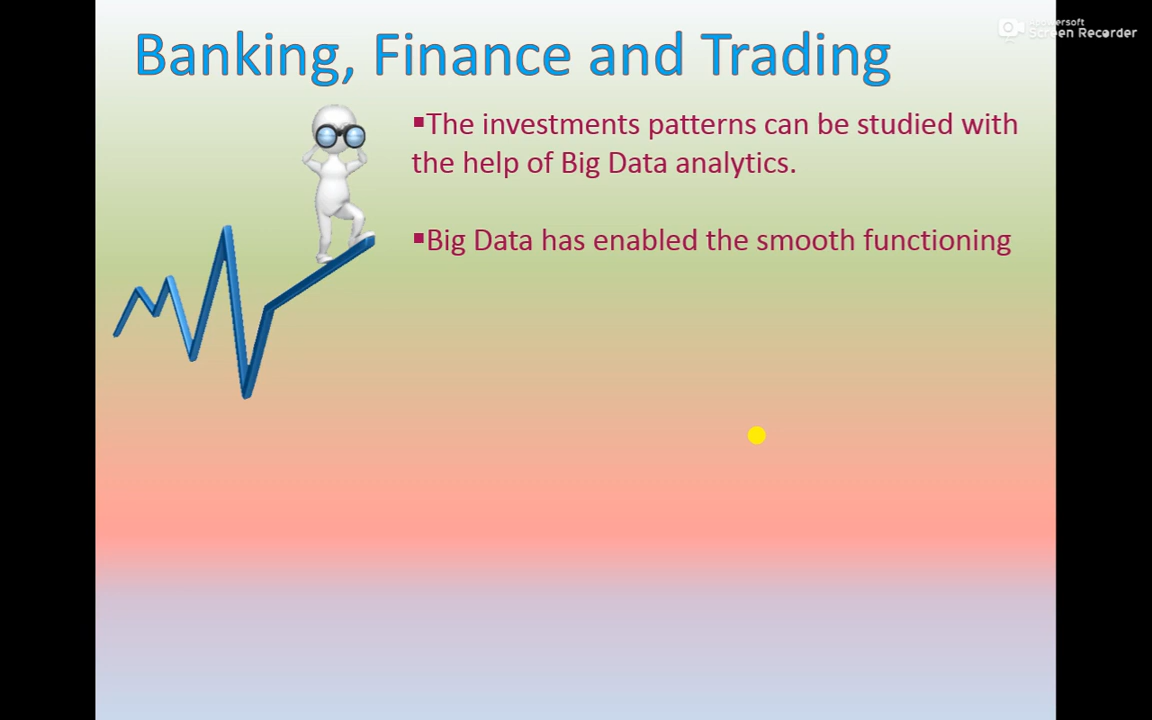 Apowersoft
Screen Recorder
Banking, Finance and Trading
▪The investments patterns can be studied with
the help of Big Data analytics.
▪Big Data has enabled the smooth functioning